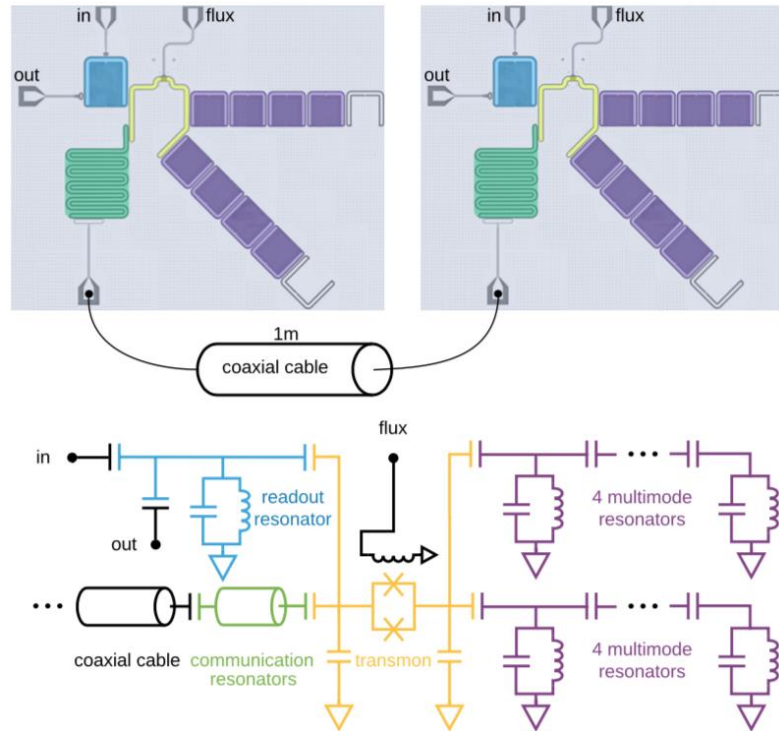 in
flux
out
in
flux
out
1m
coaxial cable
flux
in
readout
resonator
out
4 multimode
resonators
coaxial cable
communication
resonators
transmon
4 multimode
resonators